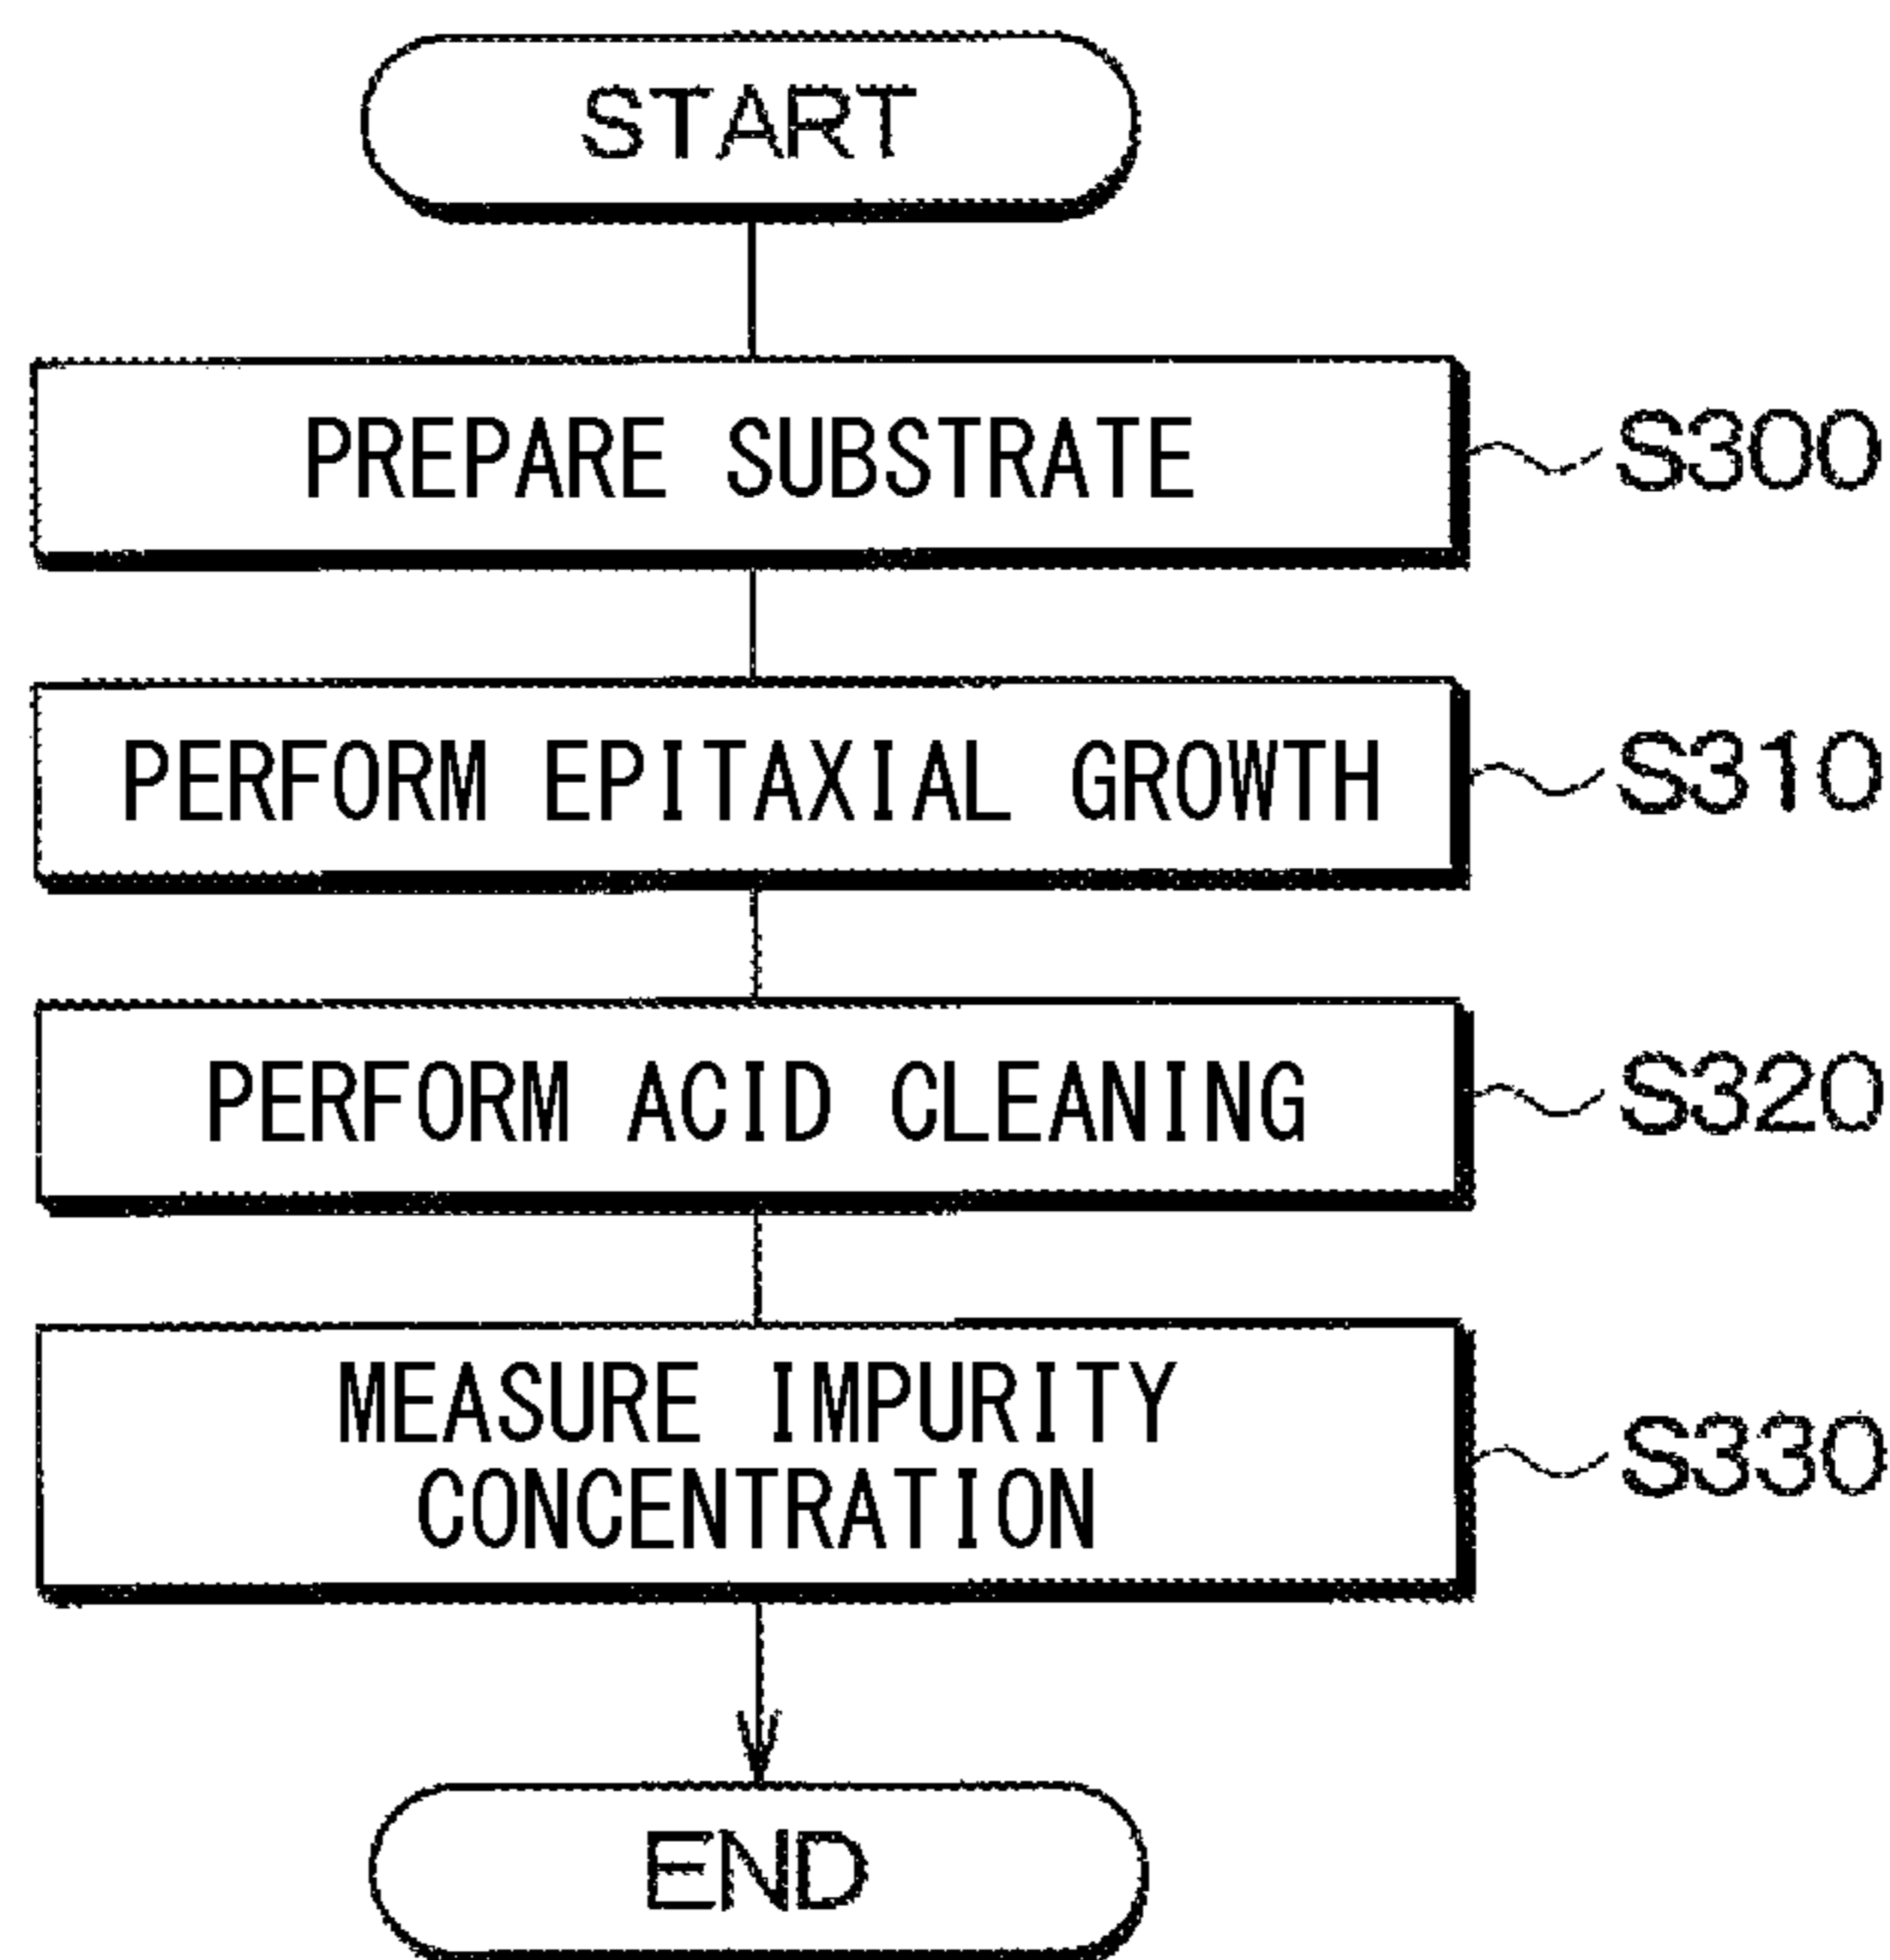 START
PREPARE SUBSTRATE
S300
PERFORM EPITAXIAL GROWTH
S310
PERFORM ACID CLEANING
S320
MEASURE IMPURITY
CONCENTRATION
S330
END